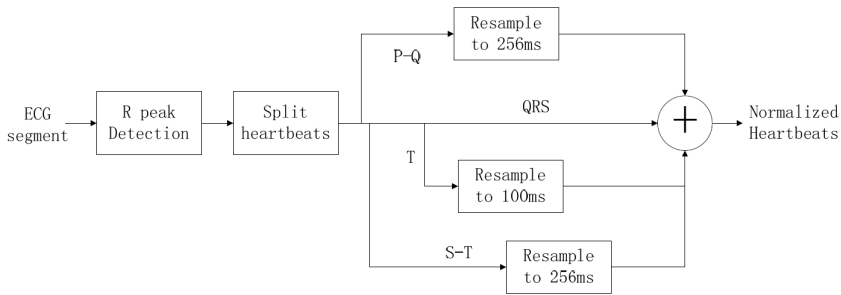 Resample
to 256ms
P-Q
ECG
segment
R peak
Detection
Split
heartbeats
QRS
+
Normalized
Heartbeats
T
Resample
to 100ms
S-T
Resample
to 256ms